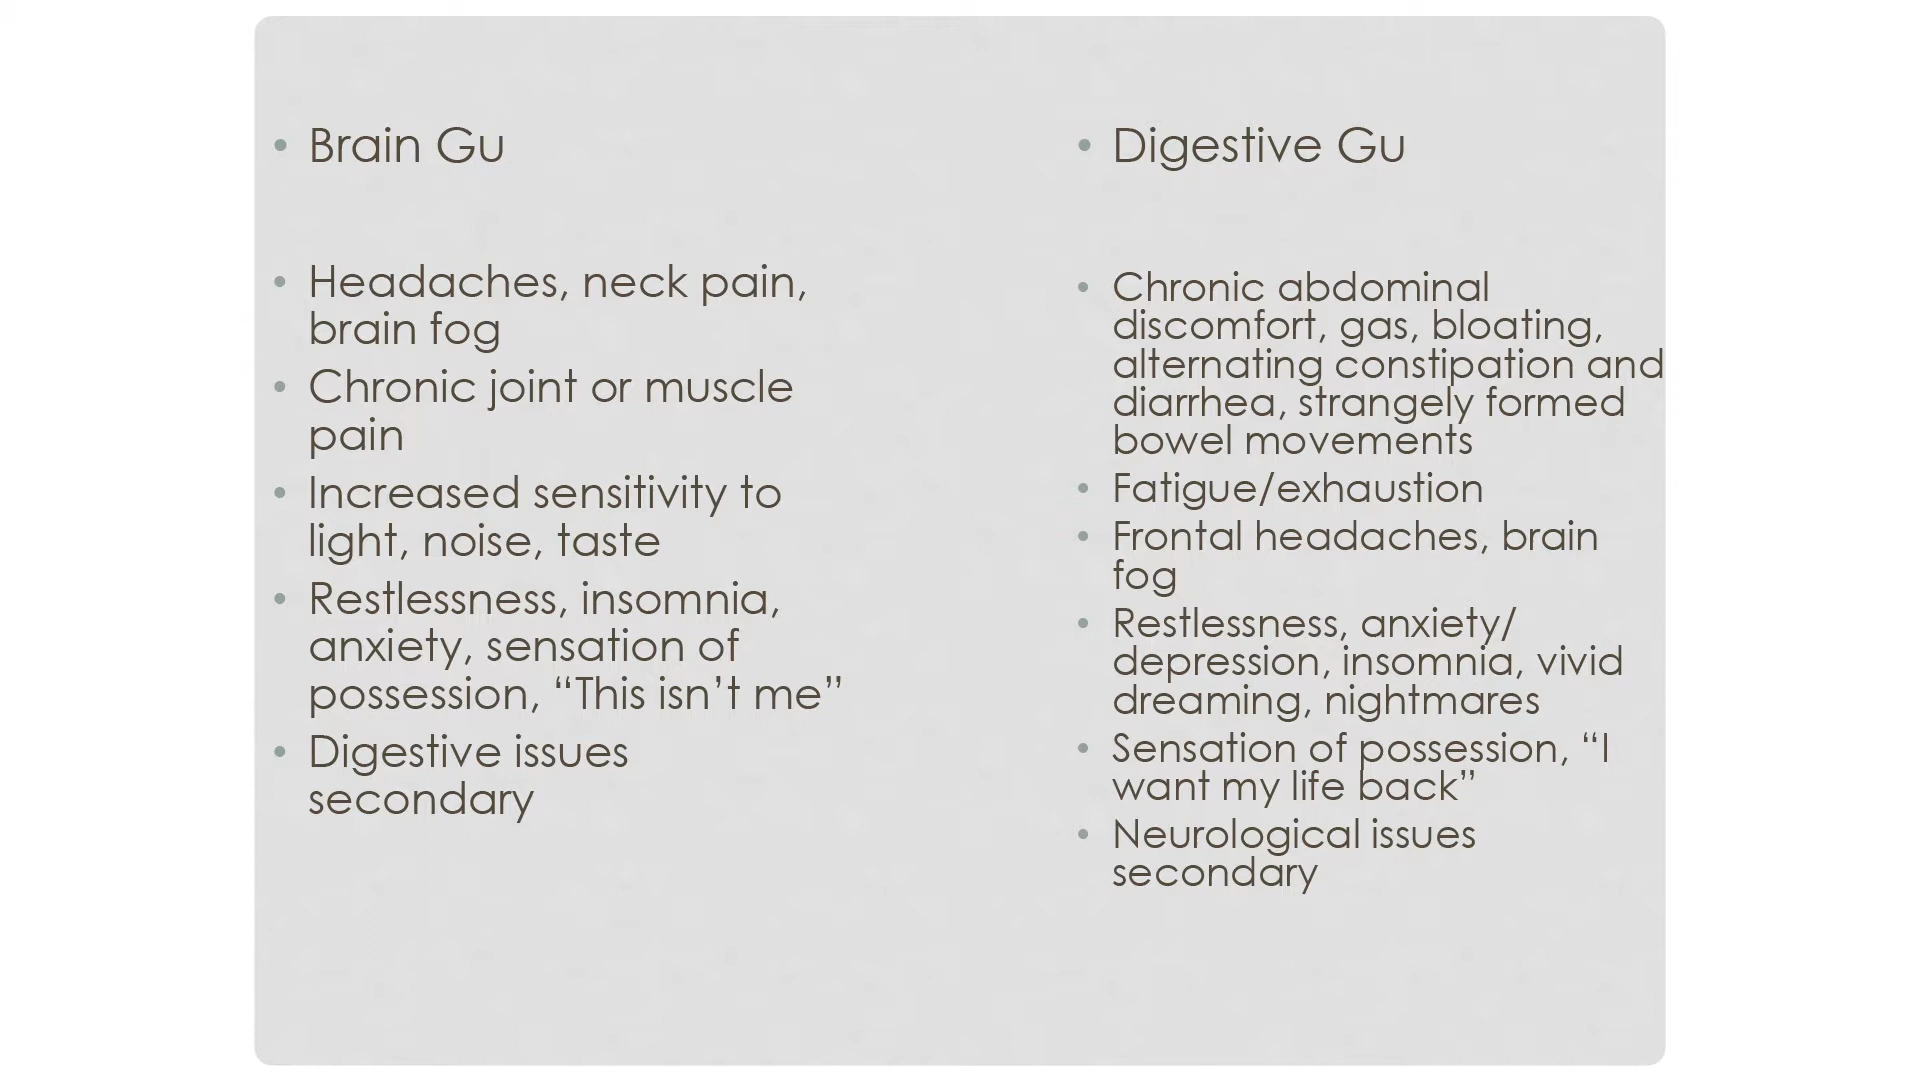 Brain Gu
Headaches, neck pain,
brain fog
Chronic joint or muscle
pain
Increased sensitivity to
light, noise, taste
Restlessness, insomnia,
anxiety, sensation of
possession, “This isn’t me”
Digestive issues
secondary
Digestive Gu
Chronic abdominal
discomfort, gas, bloating,
alternating constipation and
diarrhea, strangely formed
bowel movements
Fatigue/exhaustion
Frontal headaches, brain
fog
Restlessness, anxiety/
depression, insomnia, vivid
dreaming, nightmares
Sensation of possession, “I
want my life back”
Neurological issues
secondary